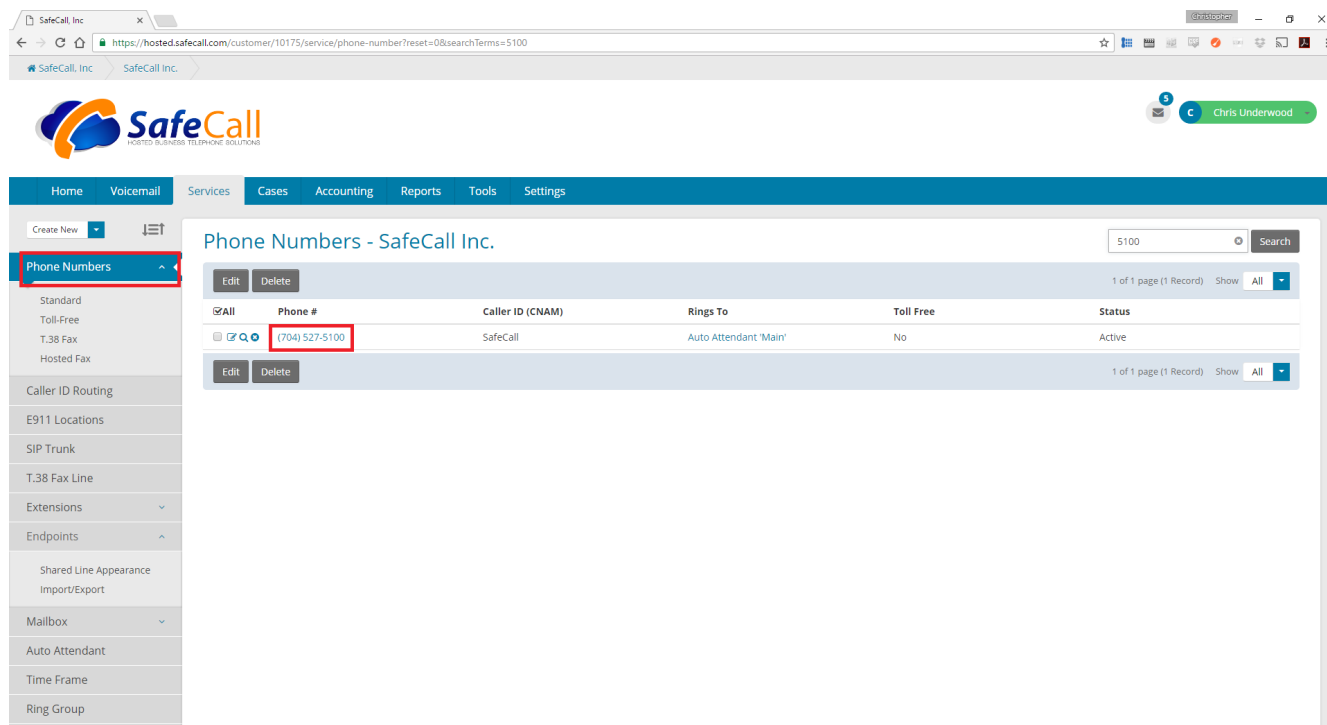 SafeCall, Inc
Christopher
https://hosted.safecall.com/customer/10175/service/phone-number?reset=0&searchTerms=5100
SafeCall, Inc SafeCall Inc.
SafeCall
HOSTED BUSINESS TELEPHONE SOLUTIONS
5
C Chris Underwood
Home Voicemail Services Cases Accounting Reports Tools Settings
Create New
Phone Numbers
Standard
Toll-Free
T.38 Fax
Hosted Fax
Caller ID Routing
E911 Locations
SIP Trunk
T.38 Fax Line
Extensions
Endpoints
Shared Line Appearance
Import/Export
Mailbox
Auto Attendant
Time Frame
Ring Group
Phone Numbers - SafeCall Inc.
5100 Search
Edit Delete 1 of 1 page (1 Record) Show All
All Phone # Caller ID (CNAM) Rings To Toll Free Status
(704) 527-5100 SafeCall Auto Attendant 'Main' No Active
Edit Delete 1 of 1 page (1 Record) Show All